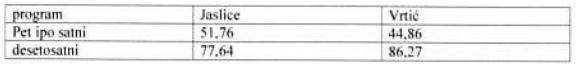 program Jaslice Vrtić
Pet ipo satni 51,76 44,86
desetosatni 77,64 86,27